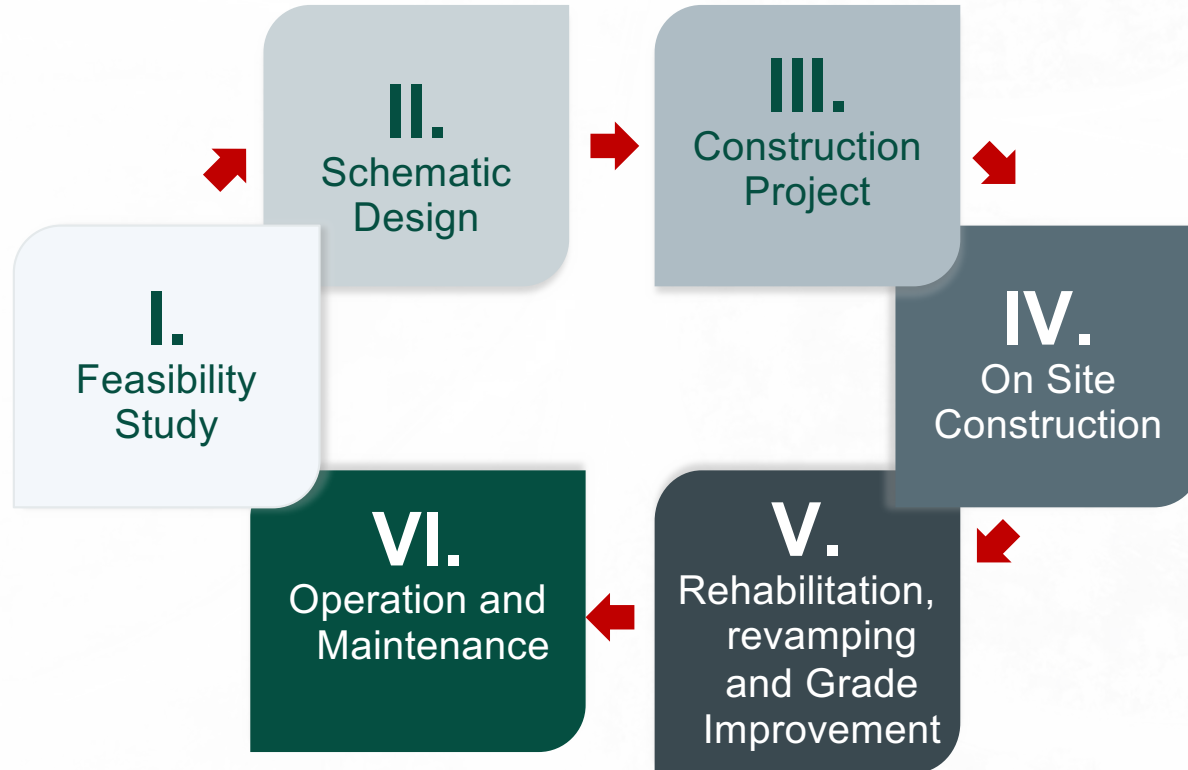 I.
Feasibility
Study
II.
Schematic
Design
III.
Construction
Project
IV.
On Site
Construction
V.
Rehabilitation,
revamping
and Grade
Improvement
VI.
Operation and
Maintenance